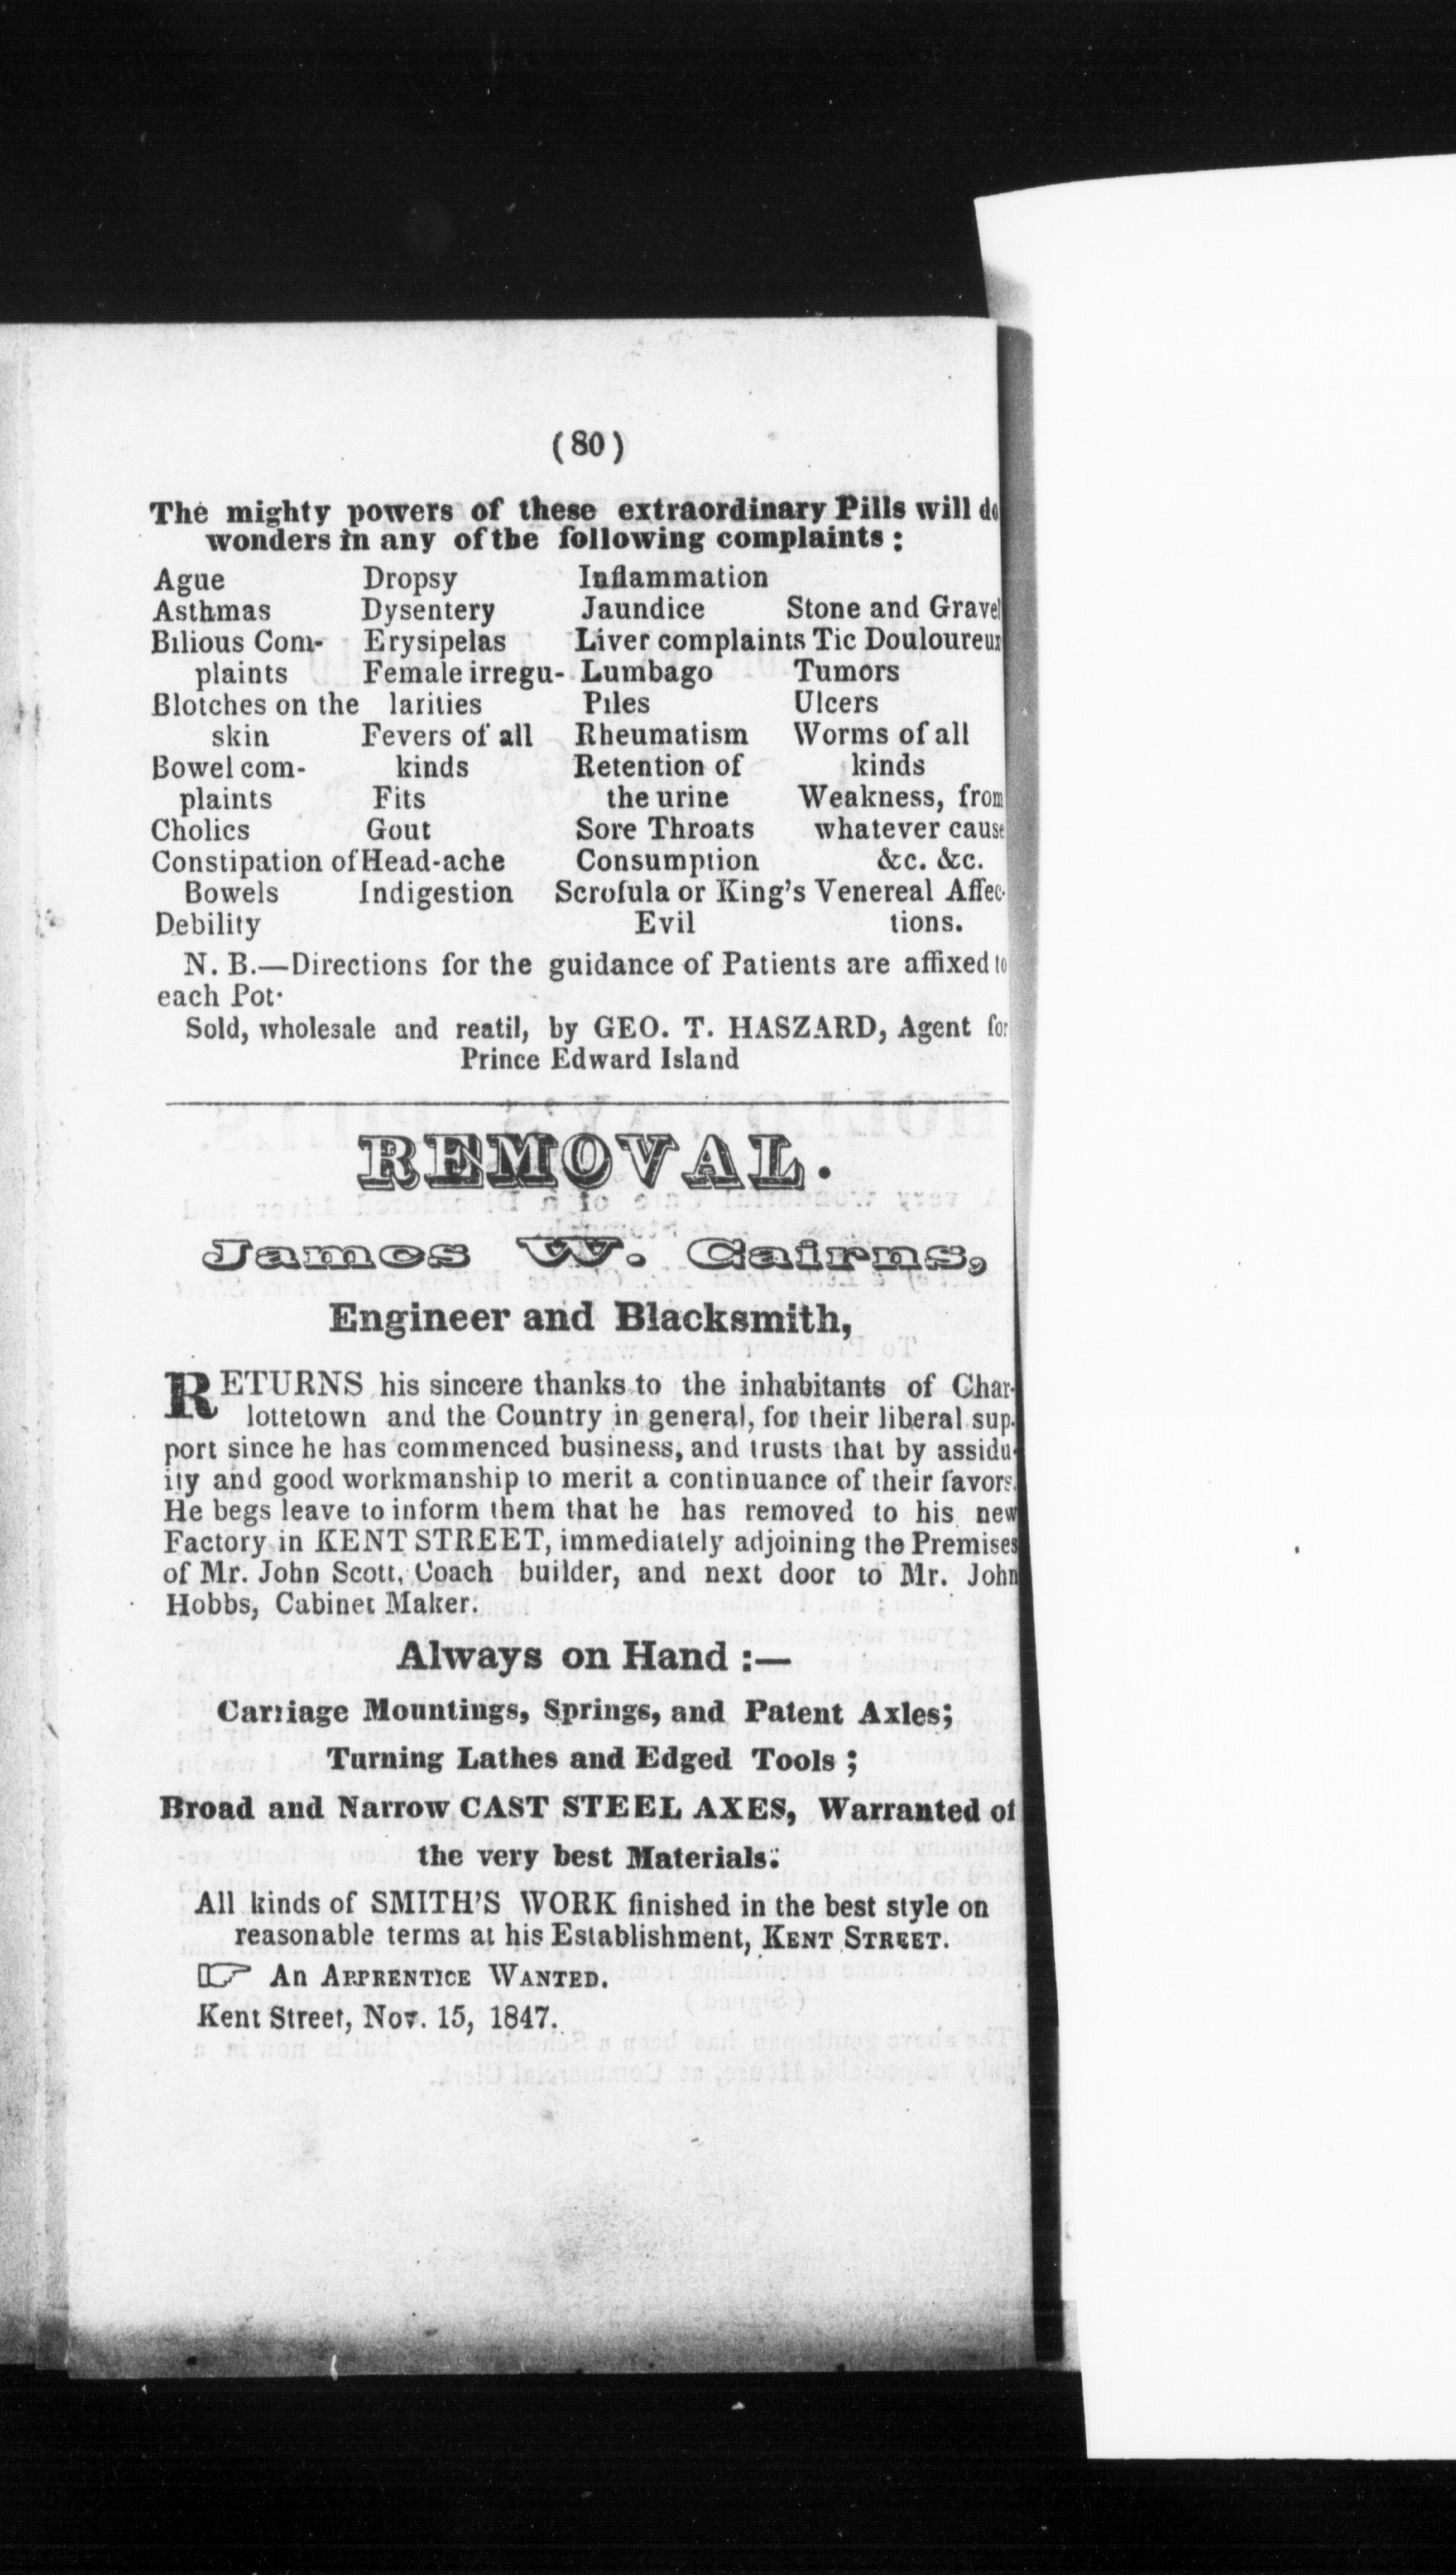 (80)
The mighty powers of these extraordinary Pills will do
wonders in any of the following complaints :
Ague Dropsy Inflammation
Asthmas Dysentery Jaundice Stone and Gravel
Bilious Com- Erysipelas Liver complaints Tic Douloureux
plaints Female irregu- Lumbago Tumors
Blotches on the larities Piles Ulcers
skin Fevers of all Rheumatism Worms of all
Bowel com- kinds Retention of kinds
plaints Fits the urine Weakness, from
Cholics Gout Sore Throats whatever cause
Constipation of Head-ache Consumption &c. &c.
Bowels Indigestion Scrofula or King's Venereal Affec-
Debility Evil tions.
N. B.—Directions for the guidance of Patients are affixed to
each Pot·
Sold, wholesale and reatil, by GEO. T. HASZARD, Agent for
Prince Edward Island
REMOVAL.
James W. Cairns,
Engineer and Blacksmith,
RETURNS his sincere thanks to the inhabitants of Char-
lottetown and the Country in general, for their liberal sup-
port since he has commenced business, and trusts that by assidu-
ity and good workmanship to merit a continuance of their favors.
He begs leave to inform them that he has removed to his new
Factory in KENT STREET, immediately adjoining the Premises
of Mr. John Scott, Coach builder, and next door to Mr. John
Hobbs, Cabinet Maker.
Always on Hand :—
Carriage Mountings, Springs, and Patent Axles;
Turning Lathes and Edged Tools ;
Broad and Narrow CAST STEEL AXES, Warranted of
the very best Materials.
All kinds of SMITH'S WORK finished in the best style on
reasonable terms at his Establishment, KENT STREET.
☞ AN APPRENTICE WANTED.
Kent Street, Nov. 15, 1847.